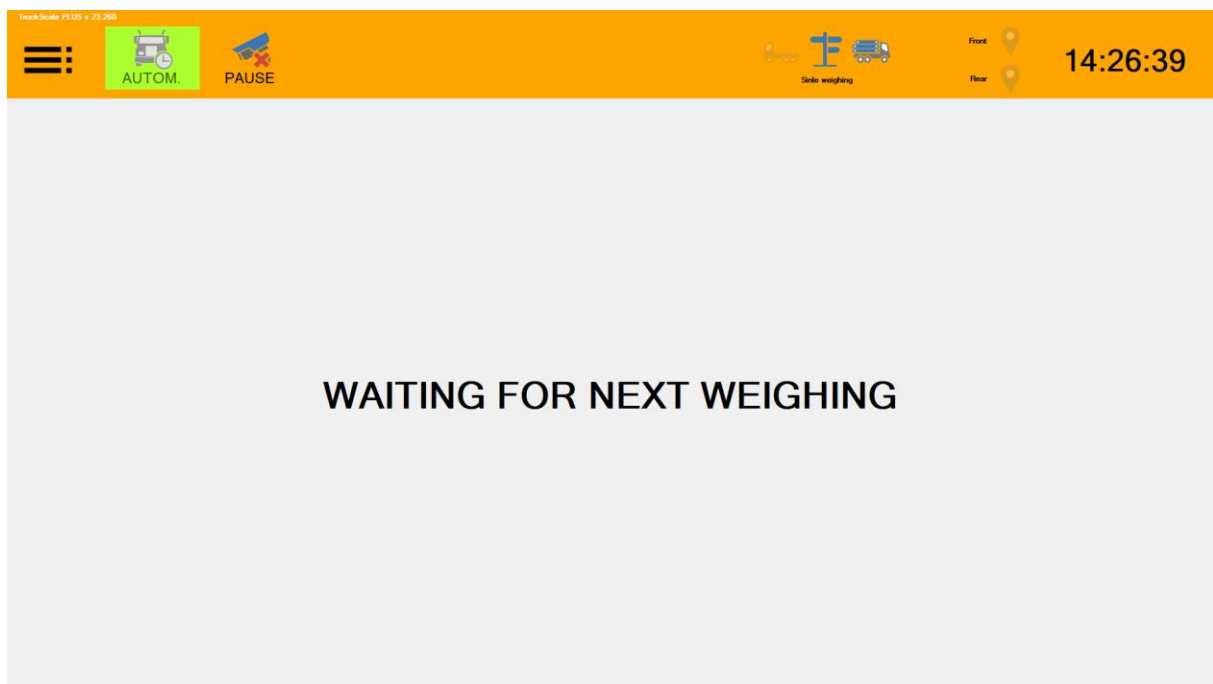 TruckScale PLUS v 23.260
AUTOM.
PAUSE
Sinle weighing
Front
Rear
14:26:39
WAITING FOR NEXT WEIGHING